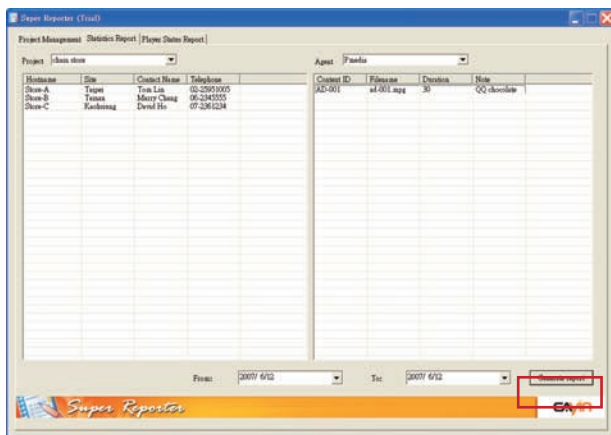 Super Reporter (Trial)
Project Management Statistics Report Player Status Report
Project chain store
Agent Fmedia
Hostname Site Contact Name Telephone
Store-A Taipei Tom Lin 02-25951005
Store-B Tainan Marry Chang 06-2345555
Store-C Kaohsiung David Ho 07-2361234
Content ID Filename Duration Note
AD-001 ad-001.mpg 30 QQ chocolate
From: 2007/ 6/12 To: 2007/ 6/12 Generate report
Super Reporter
CAYIN